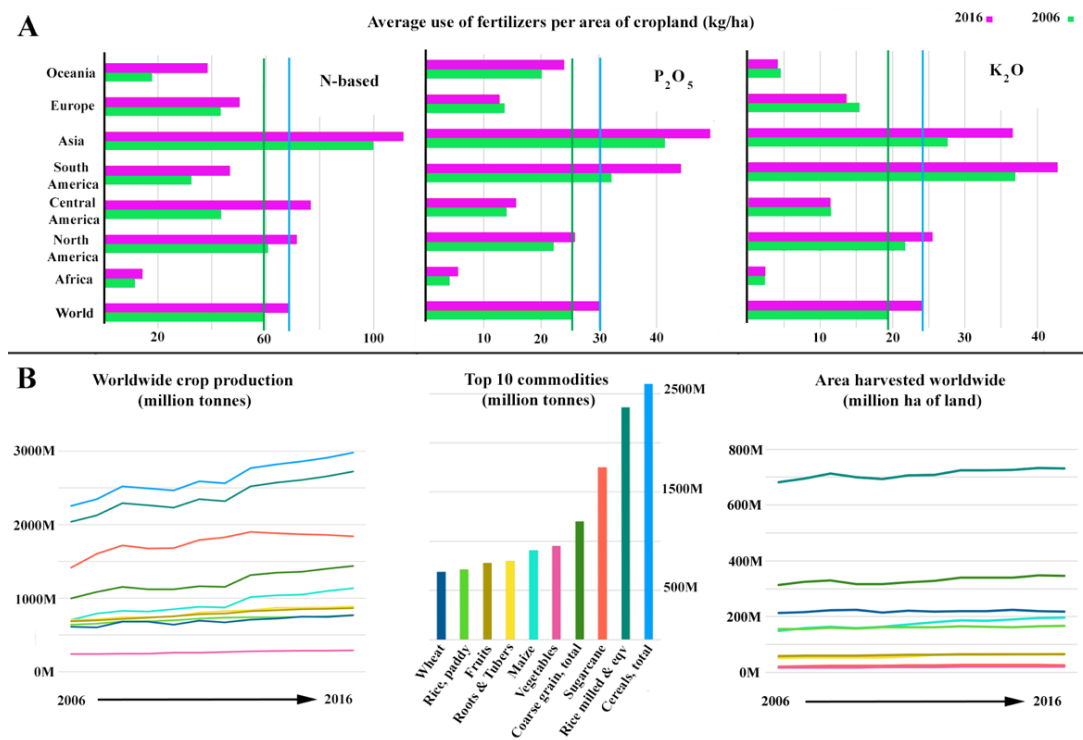 A
Average use of fertilizers per area of cropland (kg/ha)
2016
2006
N-based
P2O5
K2O
Oceania
Europe
Asia
South
America
Central
America
North
America
Africa
World
20 60 100
10 20 40
10 20 30 40
B
Worldwide crop production
(million tonnes)
3000M
2000M
1000M
0M
2006 2016
Top 10 commodities
(million tonnes)
2500M
1500M
500M
Wheat
Rice, paddy
Fruits
Roots & Tubers
Maize
Vegetables
Coarse grain, total
Sugarcane
Rice milled & eqv
Cereals, total
Area harvested worldwide
(million ha of land)
800M
600M
400M
200M
0M
2006 2016